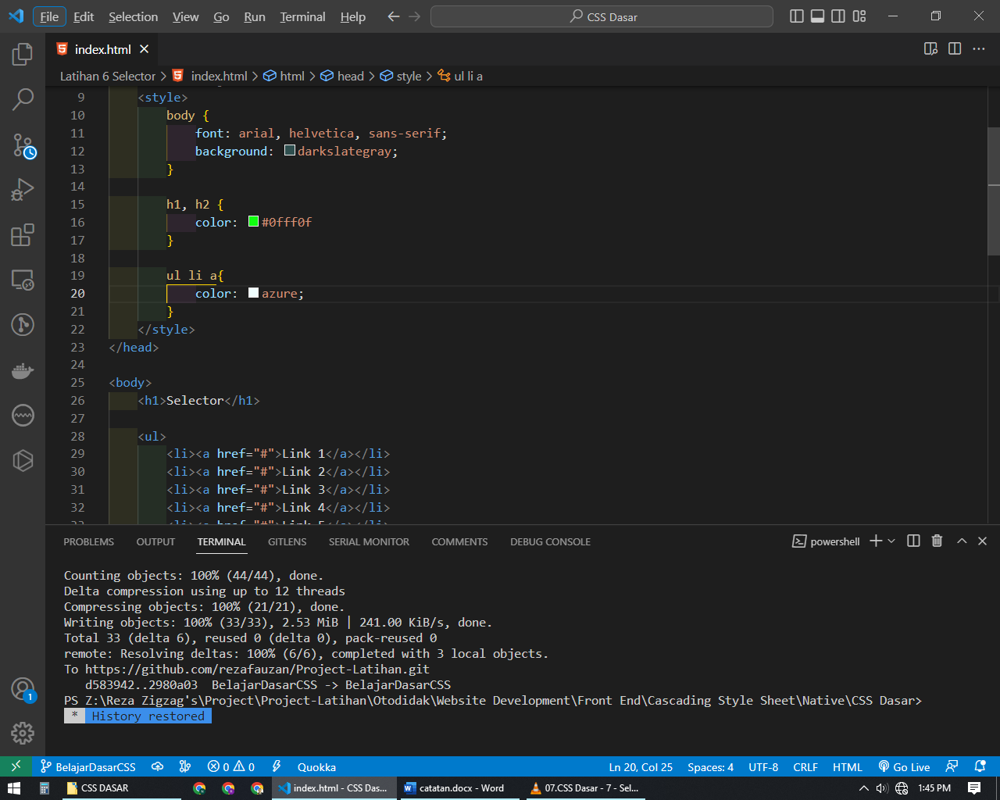 File Edit Selection View Go Run Terminal Help CSS Dasar
index.html
Latihan 6 Selector > index.html > html > head > style > ul li a
9 <style>
10 body {
11 font: arial, helvetica, sans-serif;
12 background: darkslategray;
13 }
14
15 h1, h2 {
16 color: #0fff0f
17 }
18
19 ul li a{
20 color: azure;
21 }
22 </style>
23 </head>
24
25 <body>
26 <h1>Selector</h1>
27
28 <ul>
29 <li><a href="#">Link 1</a></li>
30 <li><a href="#">Link 2</a></li>
31 <li><a href="#">Link 3</a></li>
32 <li><a href="#">Link 4</a></li>
33 <li><a href="#">Link 5</a></li>
PROBLEMS OUTPUT TERMINAL GITLENS SERIAL MONITOR COMMENTS DEBUG CONSOLE powershell
Counting objects: 100% (44/44), done.
Delta compression using up to 12 threads
Compressing objects: 100% (21/21), done.
Writing objects: 100% (33/33), 2.53 MiB | 241.00 KiB/s, done.
Total 33 (delta 6), reused 0 (delta 0), pack-reused 0
remote: Resolving deltas: 100% (6/6), completed with 3 local objects.
To https://github.com/rezafauzan/Project-Latihan.git
d583942..2980a03 BelajarDasarCSS -> BelajarDasarCSS
PS Z:\Reza Zigzag's\Project\Project-Latihan\Otodidak\Website Development\Front End\Cascading Style Sheet\Native\CSS Dasar>
* History restored
1
BelajarDasarCSS 0 0 Quokka Ln 20, Col 25 Spaces: 4 UTF-8 CRLF HTML Go Live
CSS DASAR index.html - CSS Das... catatan.docx - Word 07.CSS Dasar - 7 - Sel... 1:45 PM